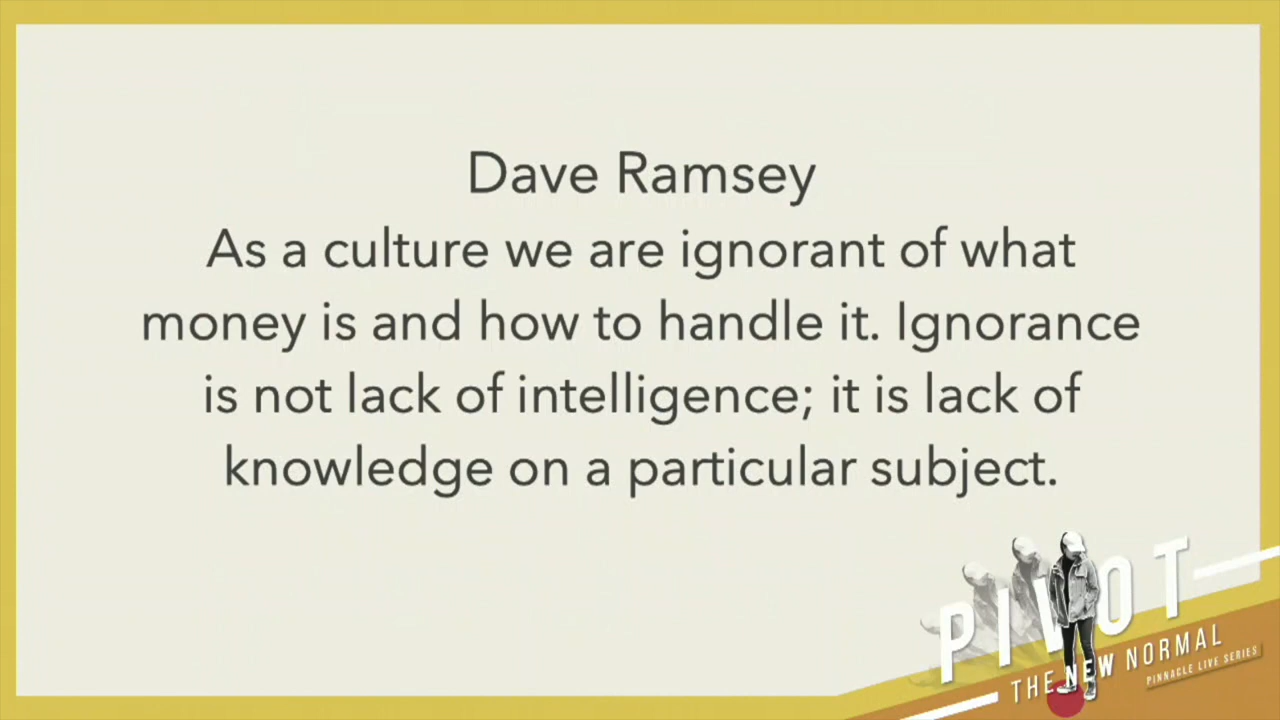 Dave Ramsey
As a culture we are ignorant of what
money is and how to handle it. Ignorance
is not lack of intelligence; it is lack of
knowledge on a particular subject.
PIVOT
THE NEW NORMAL
PINNACLE LIVE SERIES